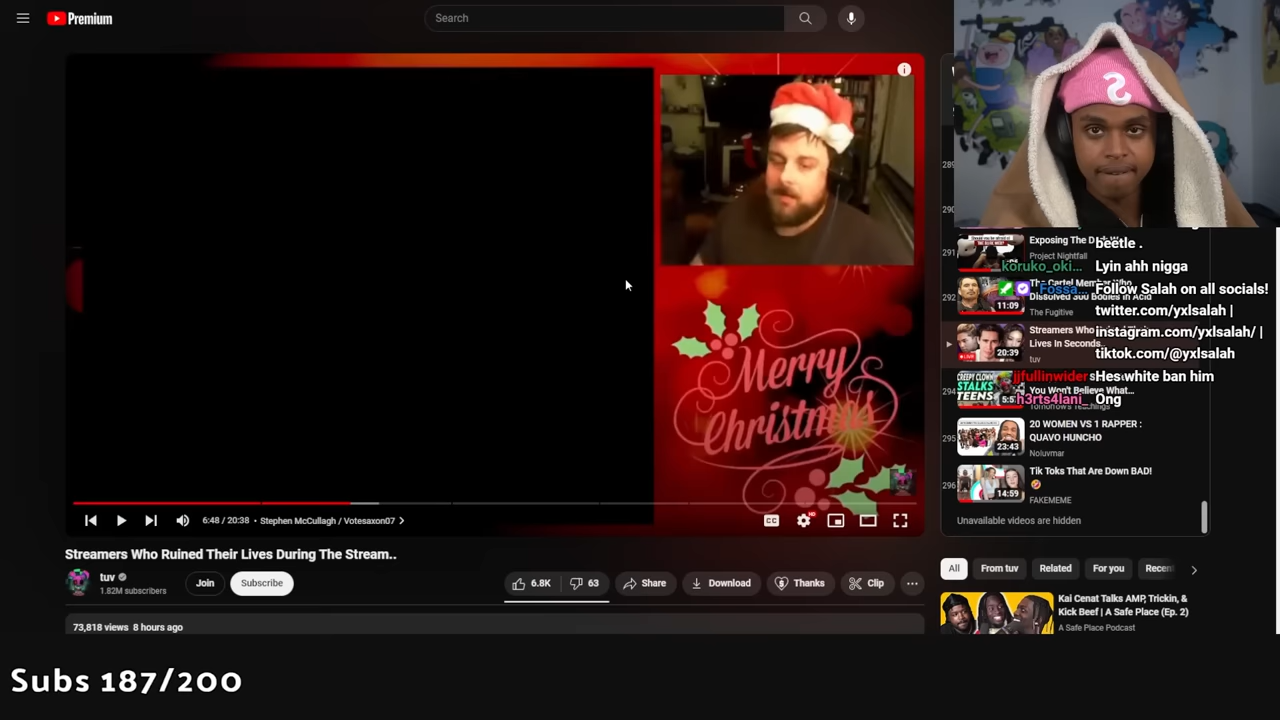 Premium
Search
Merry
Christmas
6:48 / 20:38 • Stephen McCullagh / Votesaxon07
HD
Streamers Who Ruined Their Lives During The Stream..
tuv
1.82M subscribers
Join
Subscribe
6.8K
63
Share
Download
Thanks
Clip
73,818 views 8 hours ago
Subs 187/200
S
beetle .
koruko_oki... Lyin ahh nigga
Fossa... Follow Salah on all socials!
twitter.com/yxlsalah |
instagram.com/yxlsalah/ |
tiktok.com/@yxlsalah
jjfullinwider Hes white ban him
h3rts4lani_ Ong
Exposing The
Project Nightfall
291
292
11:09
Dissolved 300 Bodies In Acid
The Fugitive
Streamers Who
Lives In Seconds
20:39
LIVE
tuv
CREEPY CLOWN
STALKS
TEENS
You Won't Believe What...
295
20 WOMEN VS 1 RAPPER :
QUAVO HUNCHO
23:43
Noluvmar
296
Tik Toks That Are Down BAD!
14:59
FAKEMEME
Unavailable videos are hidden
All
From tuv
Related
For you
Kai Cenat Talks AMP, Trickin, &
Kick Beef | A Safe Place (Ep. 2)
A Safe Place Podcast